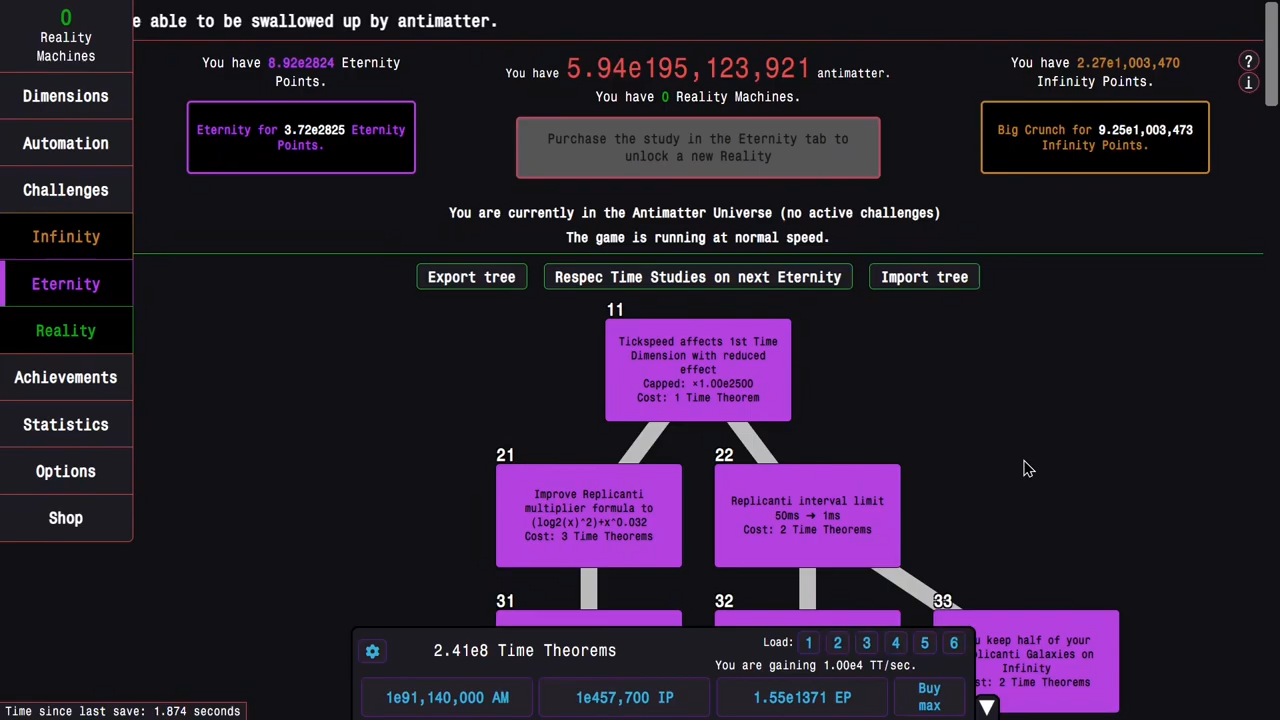 0
Reality
Machines
e able to be swallowed up by antimatter.
You have 8.92e2824 Eternity
Points.
Eternity for 3.72e2825 Eternity
Points.
You have 5.94e195,123,921 antimatter.
You have 0 Reality Machines.
Purchase the study in the Eternity tab to
unlock a new Reality
You have 2.27e1,003,470
Infinity Points.
Big Crunch for 9.25e1,003,473
Infinity Points.
?
i
You are currently in the Antimatter Universe (no active challenges)
The game is running at normal speed.
Dimensions
Automation
Challenges
Infinity
Eternity
Reality
Achievements
Statistics
Options
Shop
Export tree
Respec Time Studies on next Eternity
Import tree
11
Tickspeed affects 1st Time
Dimension with reduced
effect
Capped: ×1.00e2500
Cost: 1 Time Theorem
21
Improve Replicanti
multiplier formula to
(log2(x)^2)+x^0.032
Cost: 3 Time Theorems
22
Replicanti interval limit
50ms ➜ 1ms
Cost: 2 Time Theorems
31
32
33
u keep half of your
plicanti Galaxies on
Infinity
st: 2 Time Theorems
2.41e8 Time Theorems
Load: 1 2 3 4 5 6
You are gaining 1.00e4 TT/sec.
1e91,140,000 AM
1e457,700 IP
1.55e1371 EP
Buy
max
Time since last save: 1.874 seconds